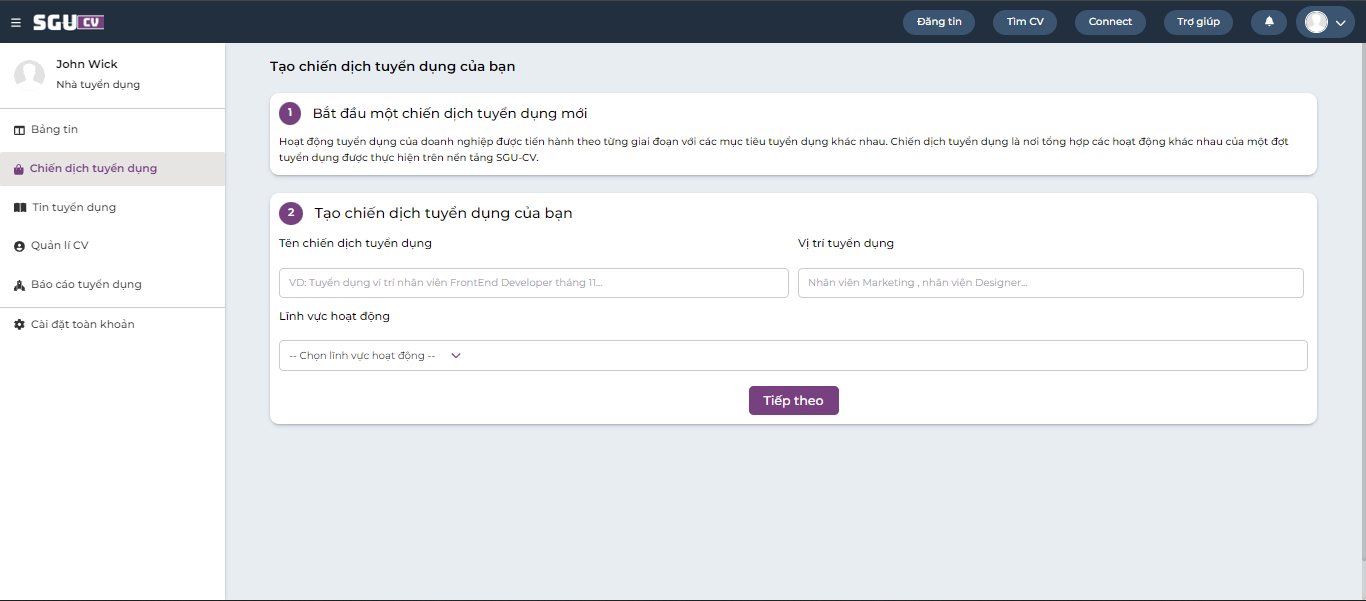 SGU CV
Đăng tin
Tìm CV
Connect
Trợ giúp
John Wick
Nhà tuyển dụng
Bảng tin
Chiến dịch tuyển dụng
Tin tuyển dụng
Quản lí CV
Báo cáo tuyển dụng
Cài đặt toàn khoản
Tạo chiến dịch tuyển dụng của bạn
1 Bắt đầu một chiến dịch tuyển dụng mới
Hoạt động tuyển dụng của doanh nghiệp được tiến hành theo từng giai đoạn với các mục tiêu tuyển dụng khác nhau. Chiến dịch tuyển dụng là nơi tổng hợp các hoạt động khác nhau của một đợt
tuyển dụng được thực hiện trên nền tảng SGU-CV.
2 Tạo chiến dịch tuyển dụng của bạn
Tên chiến dịch tuyển dụng
Vị trí tuyển dụng
VD: Tuyển dụng ví trí nhân viên FrontEnd Developer tháng 11...
Nhân viên Marketing , nhân viện Designer...
Lĩnh vực hoạt động
-- Chọn lĩnh vực hoạt động --
Tiếp theo